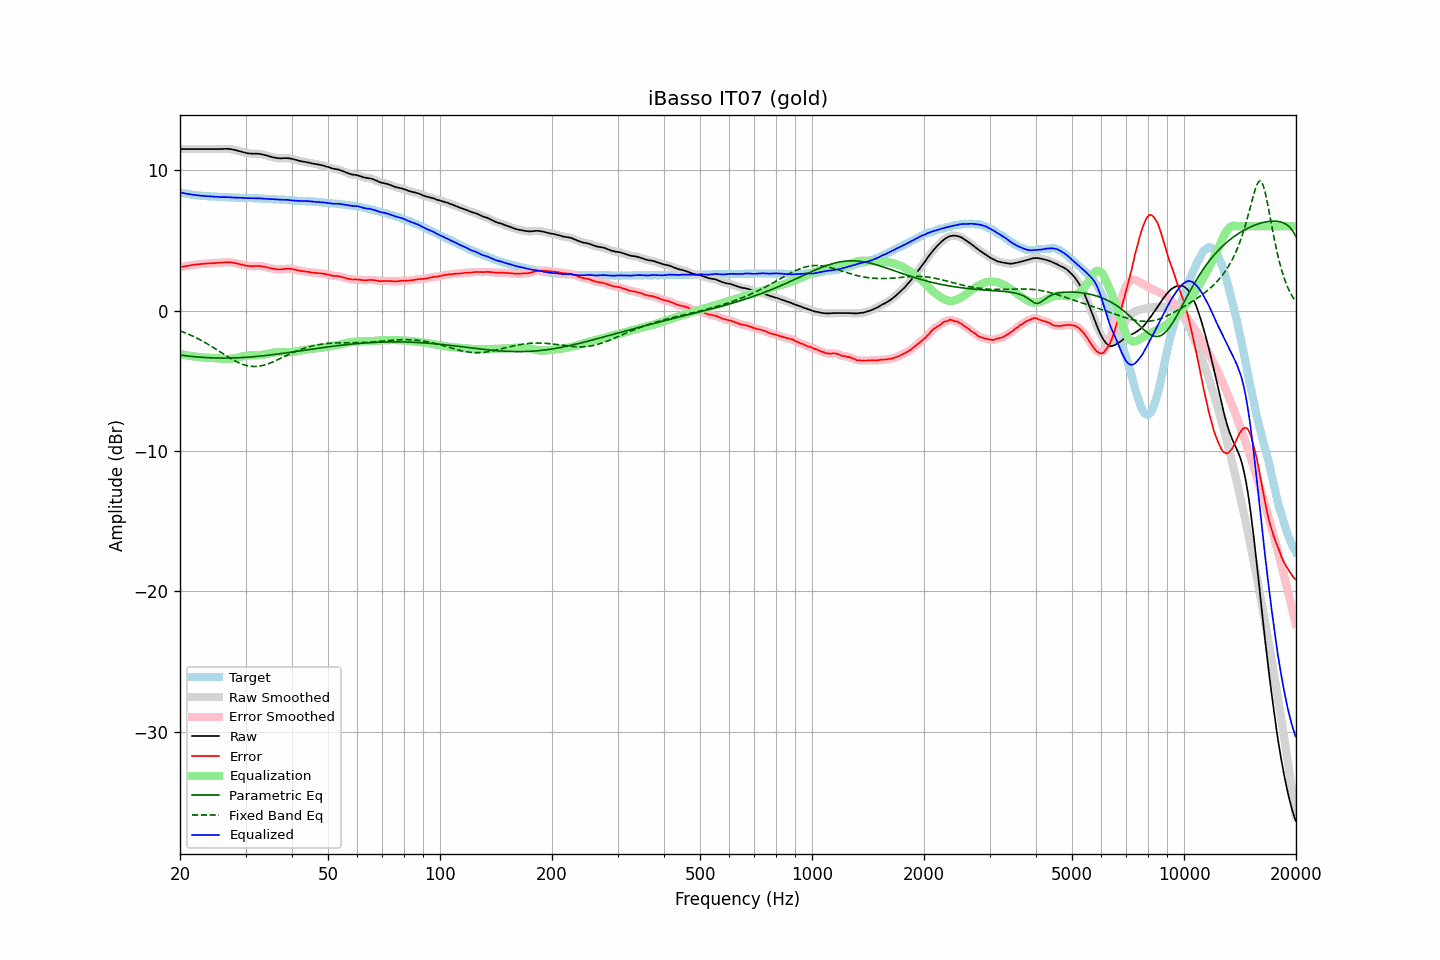 iBasso IT07 (gold)
10
0
−10
−20
−30
Amplitude (dBr)
Target
Raw Smoothed
Error Smoothed
Raw
Error
Equalization
Parametric Eq
Fixed Band Eq
Equalized
20 50 100 200 500 1000 2000 5000 10000 20000
Frequency (Hz)